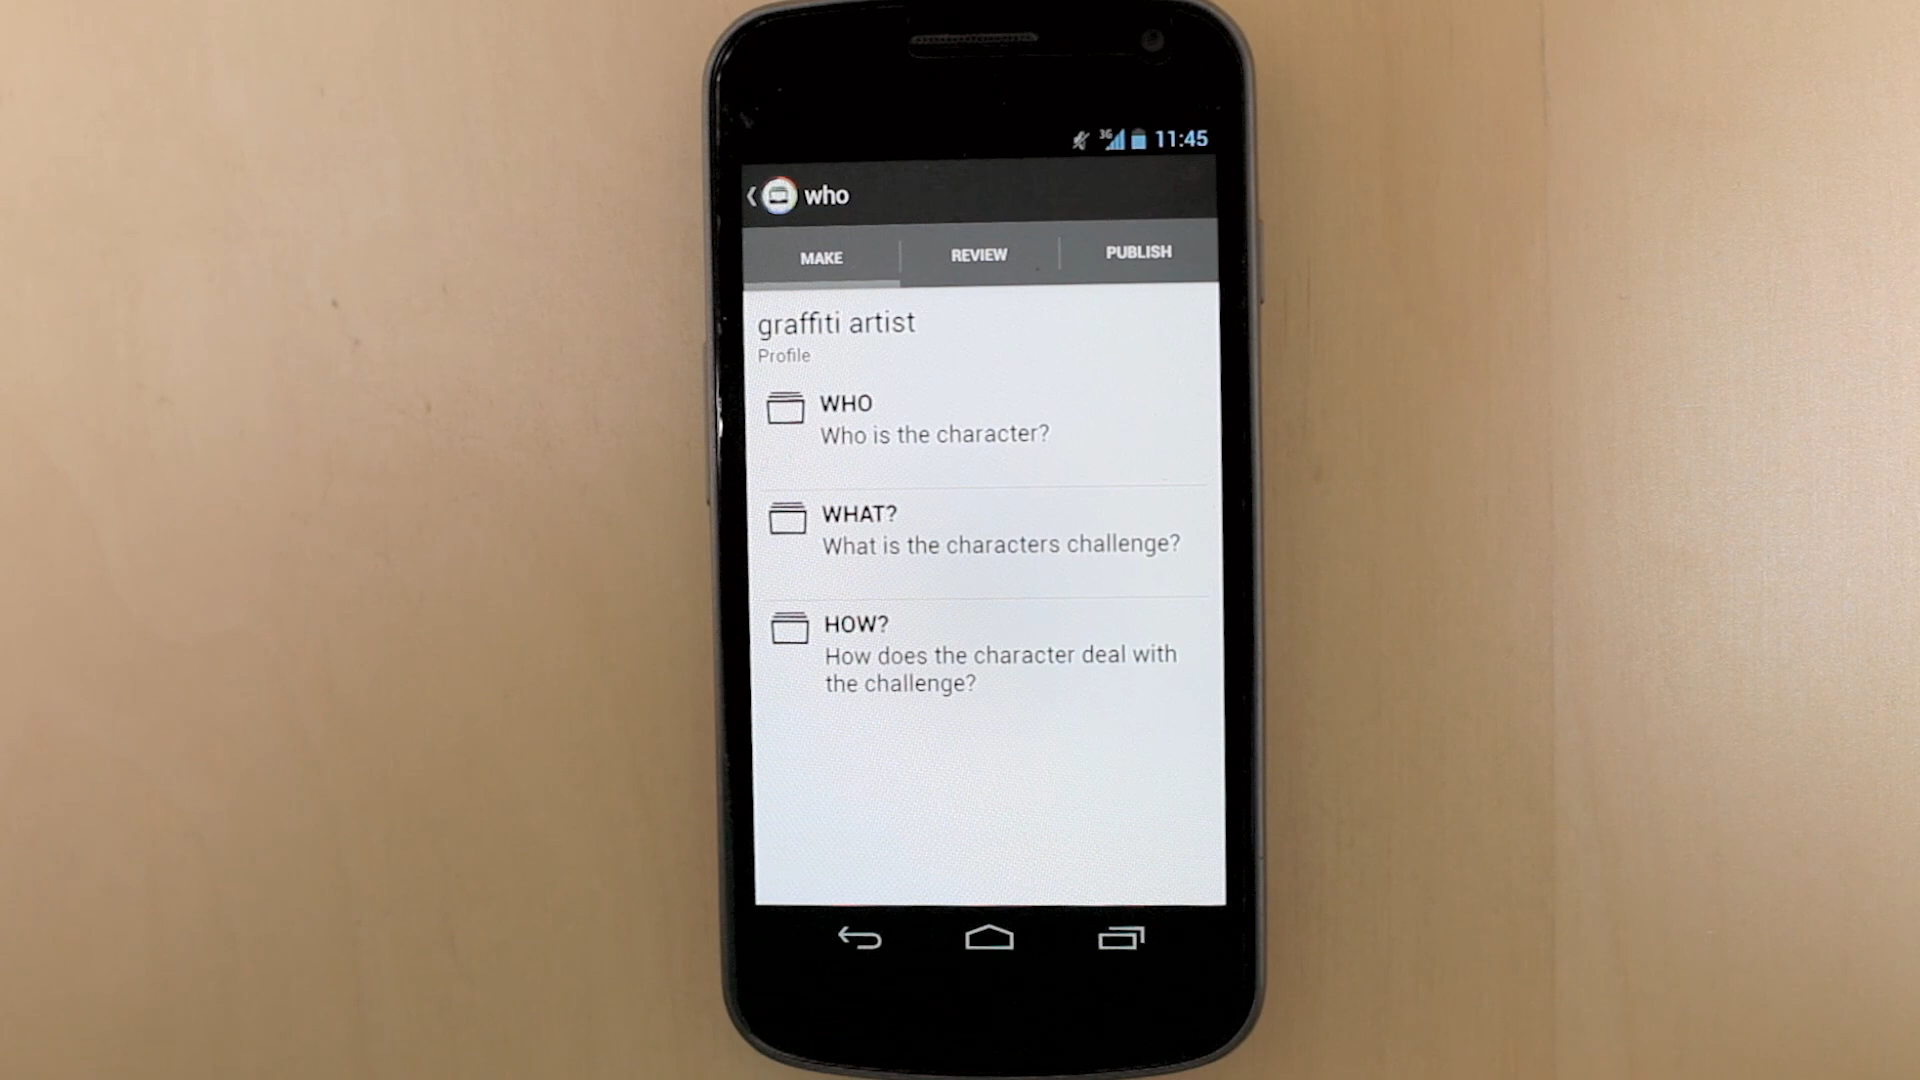 3G 11:45
who
MAKE REVIEW PUBLISH
graffiti artist
Profile
WHO
Who is the character?
WHAT?
What is the characters challenge?
HOW?
How does the character deal with
the challenge?